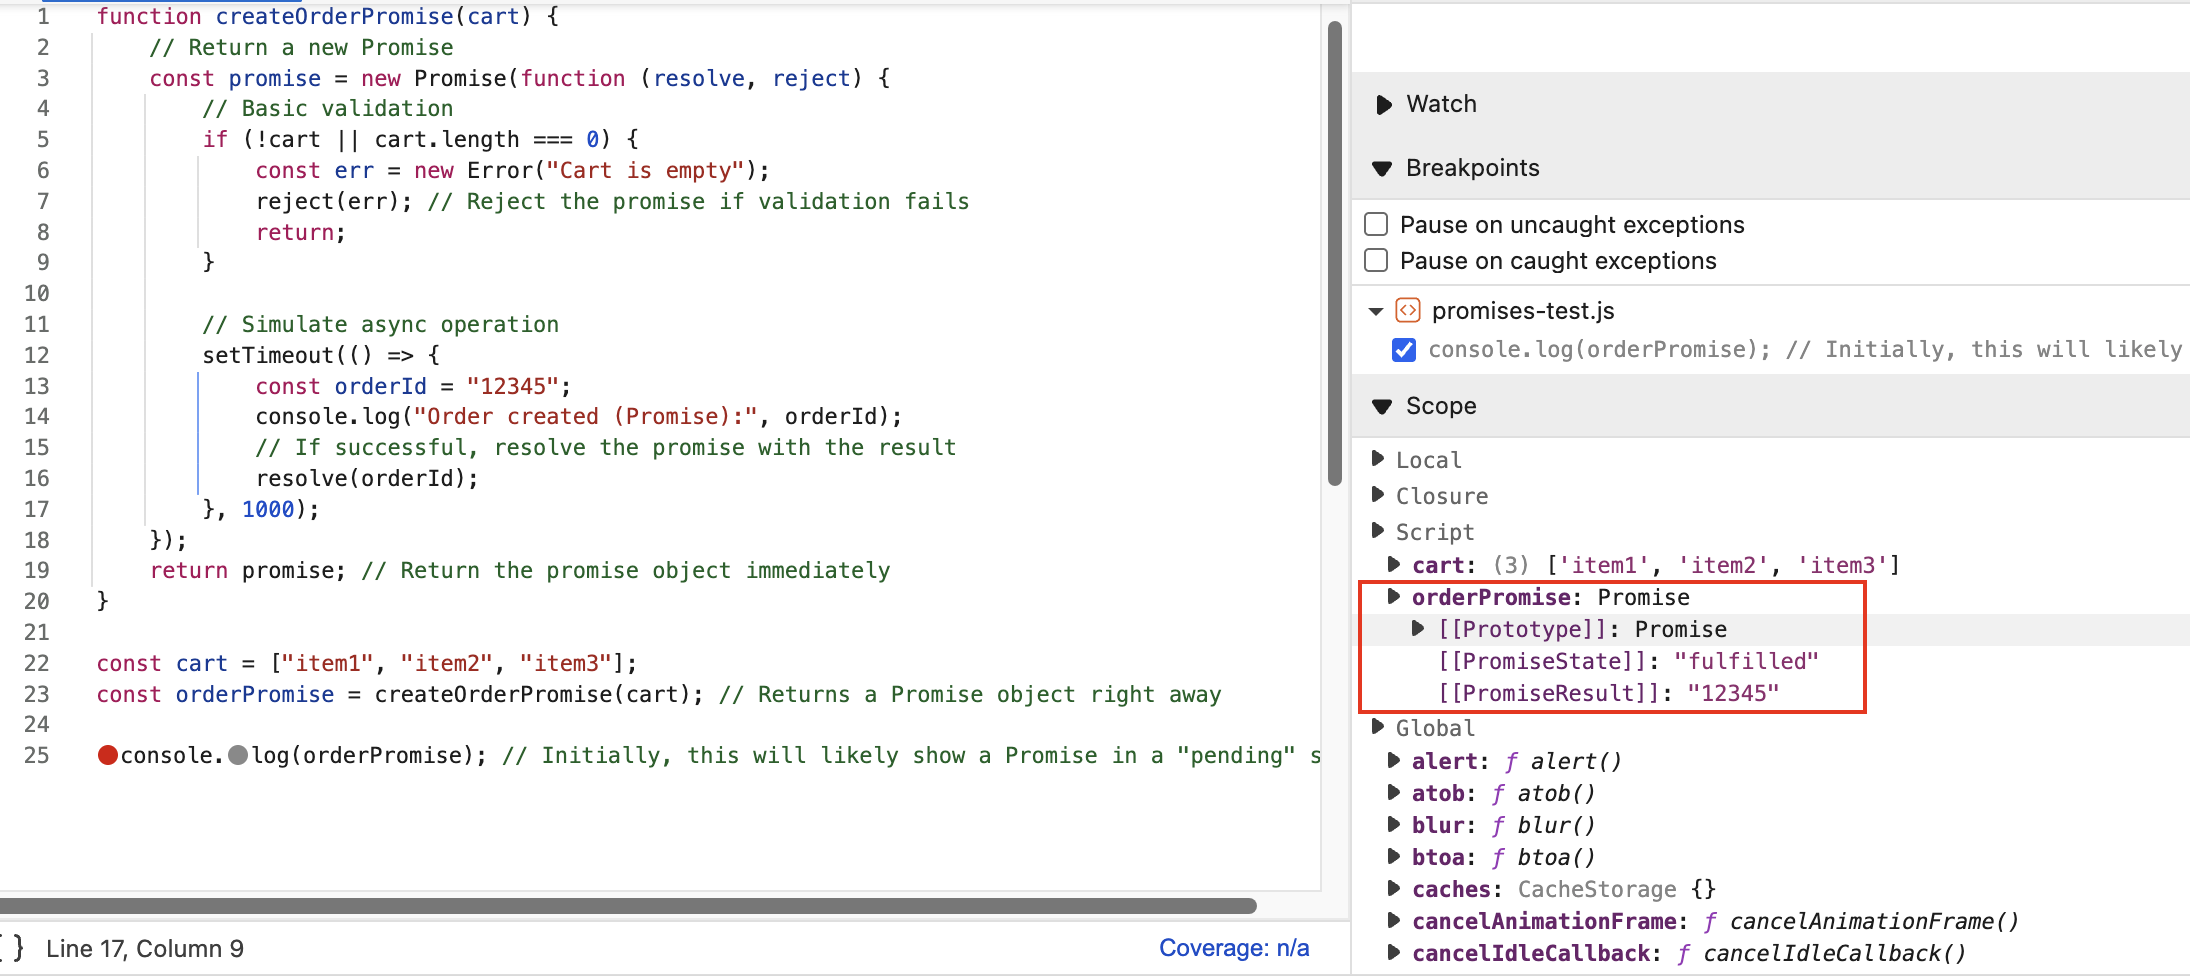 1 function createOrderPromise(cart) {
2 // Return a new Promise
3 const promise = new Promise(function (resolve, reject) {
4 // Basic validation
5 if (!cart || cart.length === 0) {
6 const err = new Error("Cart is empty");
7 reject(err); // Reject the promise if validation fails
8 return;
9 }
10
11 // Simulate async operation
12 setTimeout(() => {
13 const orderId = "12345";
14 console.log("Order created (Promise):", orderId);
15 // If successful, resolve the promise with the result
16 resolve(orderId);
17 }, 1000);
18 });
19 return promise; // Return the promise object immediately
20 }
21
22 const cart = ["item1", "item2", "item3"];
23 const orderPromise = createOrderPromise(cart); // Returns a Promise object right away
24
25 console.log(orderPromise); // Initially, this will likely show a Promise in a "pending" s
{ } Line 17, Column 9
Coverage: n/a
Watch
Breakpoints
Pause on uncaught exceptions
Pause on caught exceptions
<> promises-test.js
console.log(orderPromise); // Initially, this will likely
Scope
Local
Closure
Script
cart: (3) ['item1', 'item2', 'item3']
orderPromise: Promise
[[Prototype]]: Promise
[[PromiseState]]: "fulfilled"
[[PromiseResult]]: "12345"
Global
alert: ƒ alert()
atob: ƒ atob()
blur: ƒ blur()
btoa: ƒ btoa()
caches: CacheStorage {}
cancelAnimationFrame: ƒ cancelAnimationFrame()
cancelIdleCallback: ƒ cancelIdleCallback()